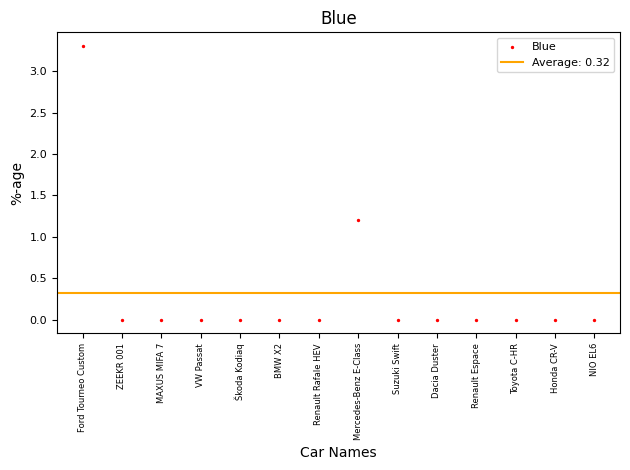 Blue
%-age
3.0
2.5
2.0
1.5
1.0
0.5
0.0
Blue
Average: 0.32
Ford Tourneo Custom
ZEEKR 001
MAXUS MIFA 7
VW Passat
Škoda Kodiaq
BMW X2
Renault Rafale HEV
Mercedes-Benz E-Class
Suzuki Swift
Dacia Duster
Renault Espace
Toyota C-HR
Honda CR-V
NIO EL6
Car Names